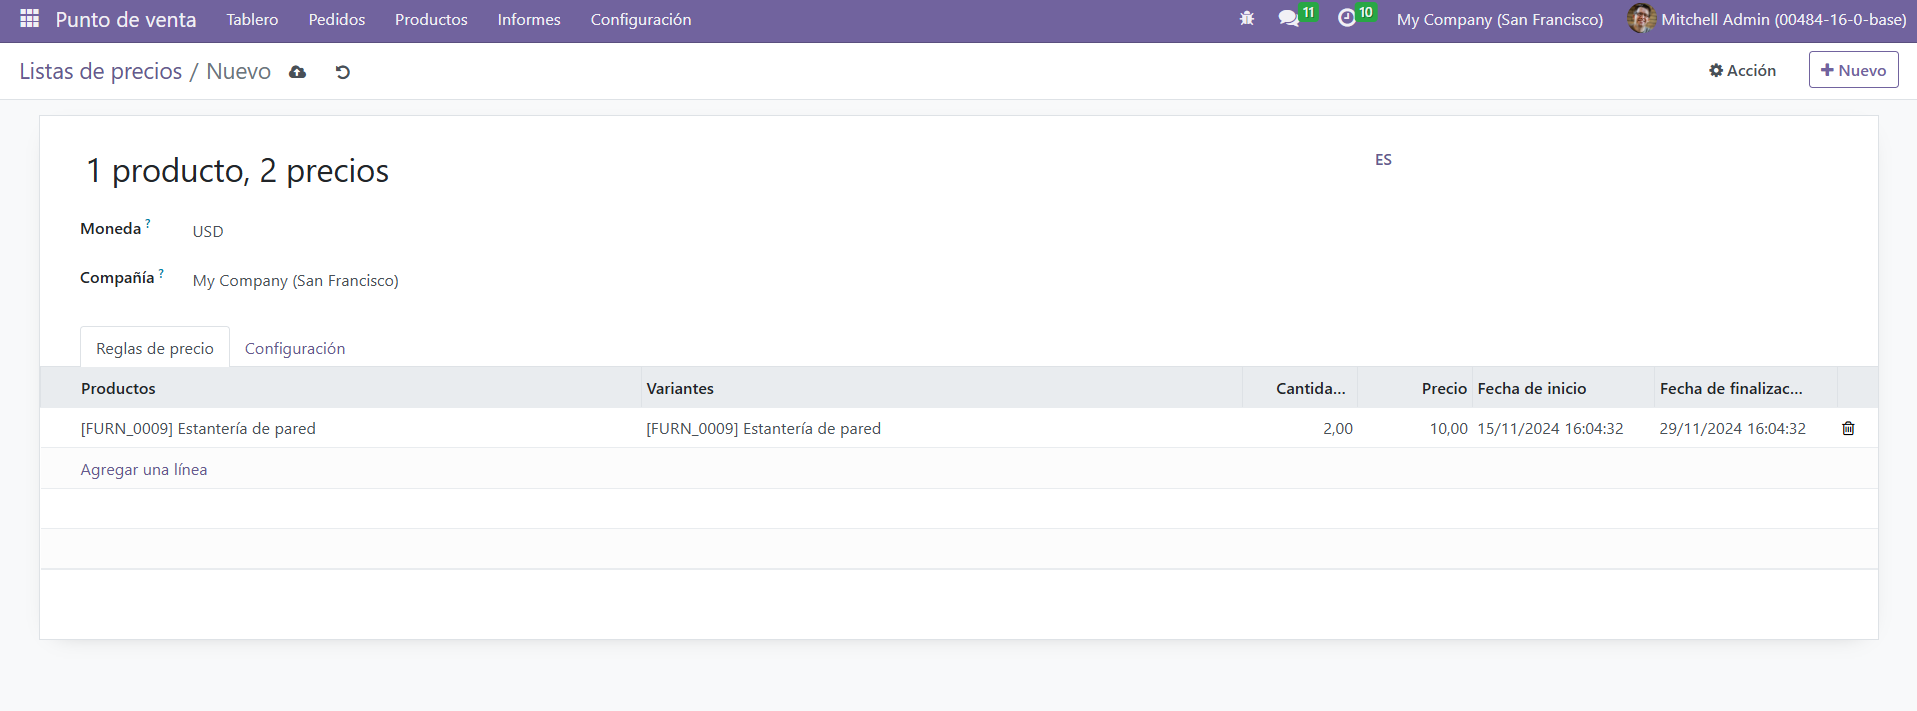 Punto de venta Tablero Pedidos Productos Informes Configuración 11 10 My Company (San Francisco) Mitchell Admin (00484-16-0-base)
Listas de precios / Nuevo Acción Nuevo
1 producto, 2 precios ES
Moneda ? USD
Compañía ? My Company (San Francisco)
Reglas de precio Configuración
Productos Variantes Cantida... Precio Fecha de inicio Fecha de finalizac...
[FURN_0009] Estantería de pared [FURN_0009] Estantería de pared 2,00 10,00 15/11/2024 16:04:32 29/11/2024 16:04:32
Agregar una línea